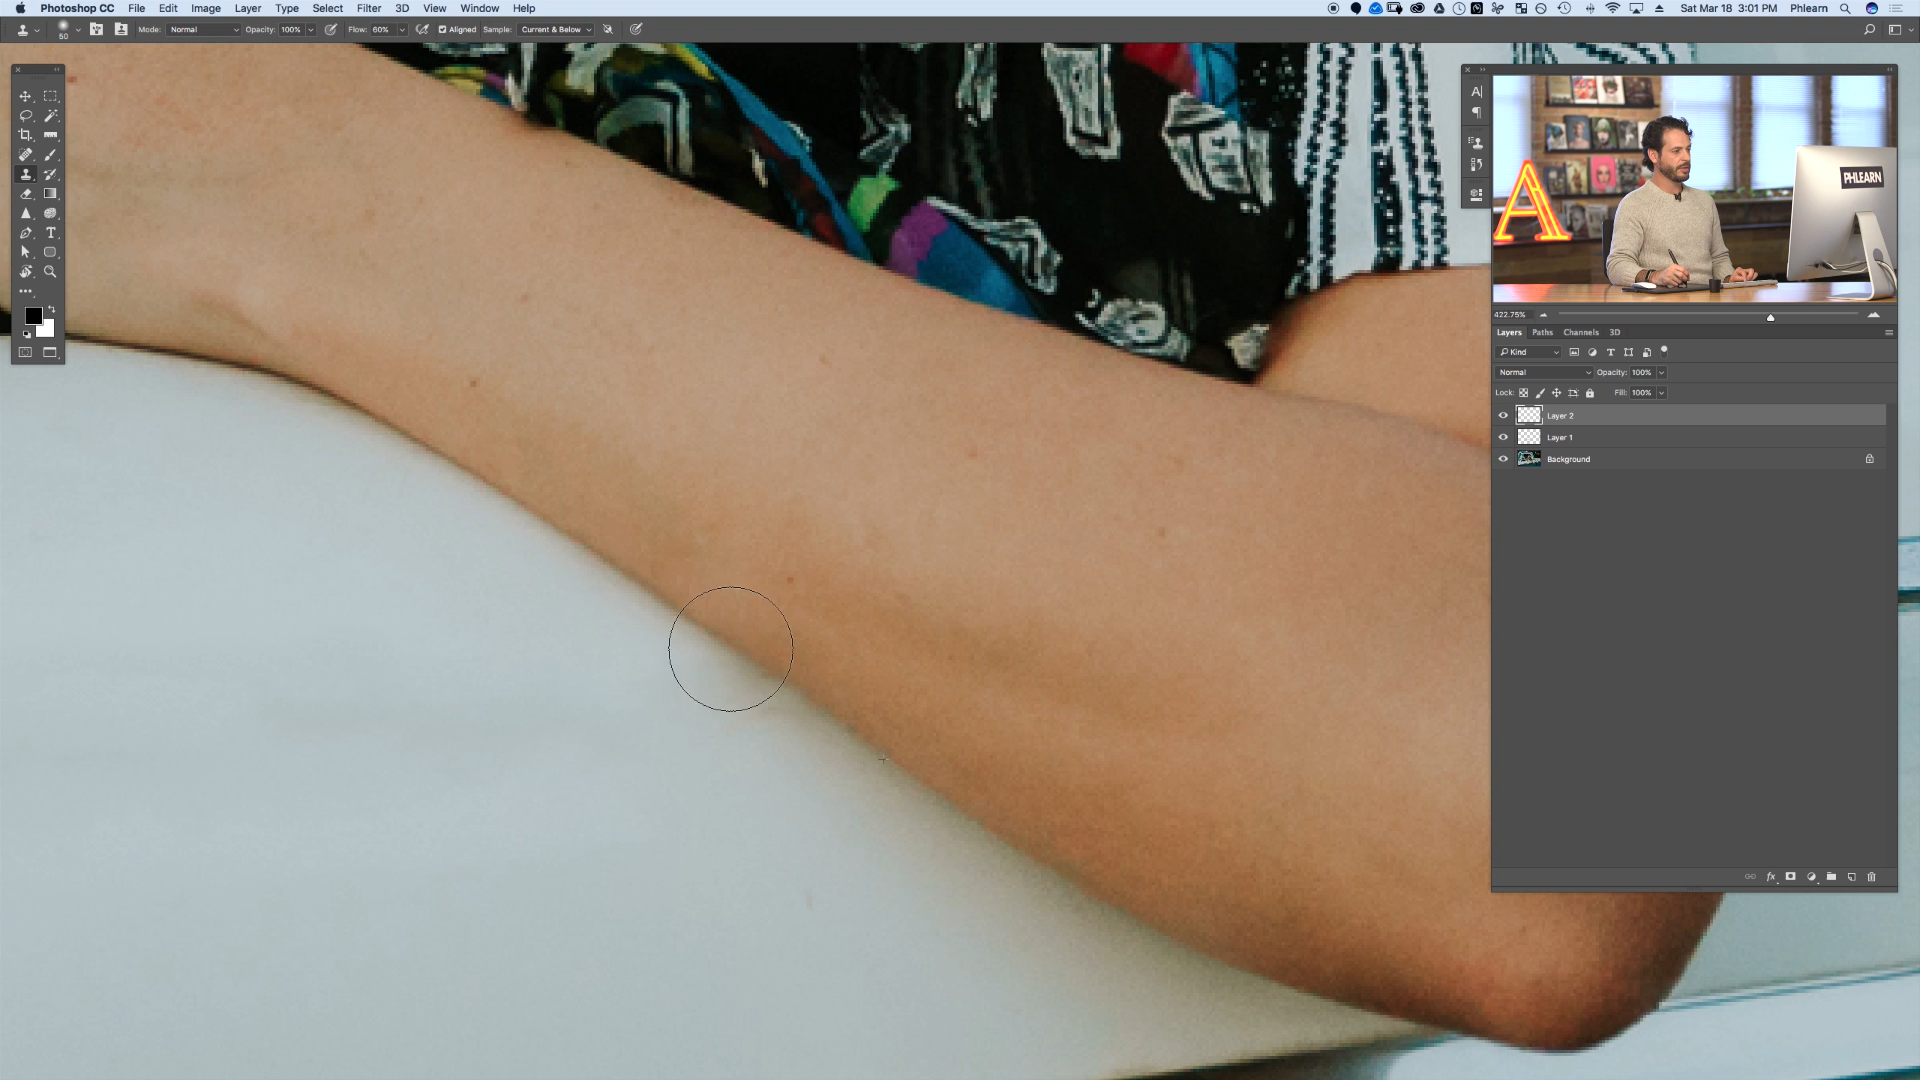 Photoshop CC File Edit Image Layer Type Select Filter 3D View Window Help Sat Mar 18 3:01 PM Phlearn
50 Mode: Normal Opacity: 100% Flow: 60% Aligned Sample: Current & Below
A|
PHLEARN
A
422.75%
Layers Paths Channels 3D
Kind
Normal Opacity: 100%
Lock: Fill: 100%
Layer 2
Layer 1
Background
fx